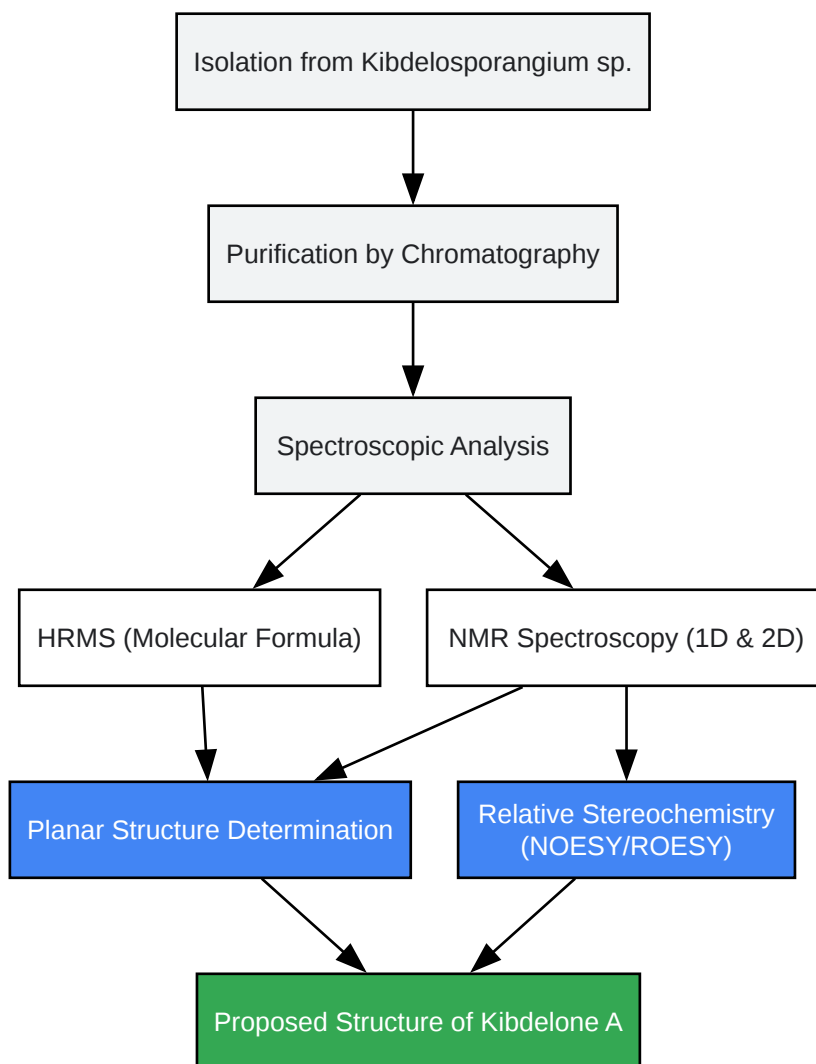 Isolation from Kibdelosporangium sp.
Purification by Chromatography
Spectroscopic Analysis
HRMS (Molecular Formula)
NMR Spectroscopy (1D & 2D)
Planar Structure Determination
Relative Stereochemistry
(NOESY/ROESY)
Proposed Structure of Kibdelone A